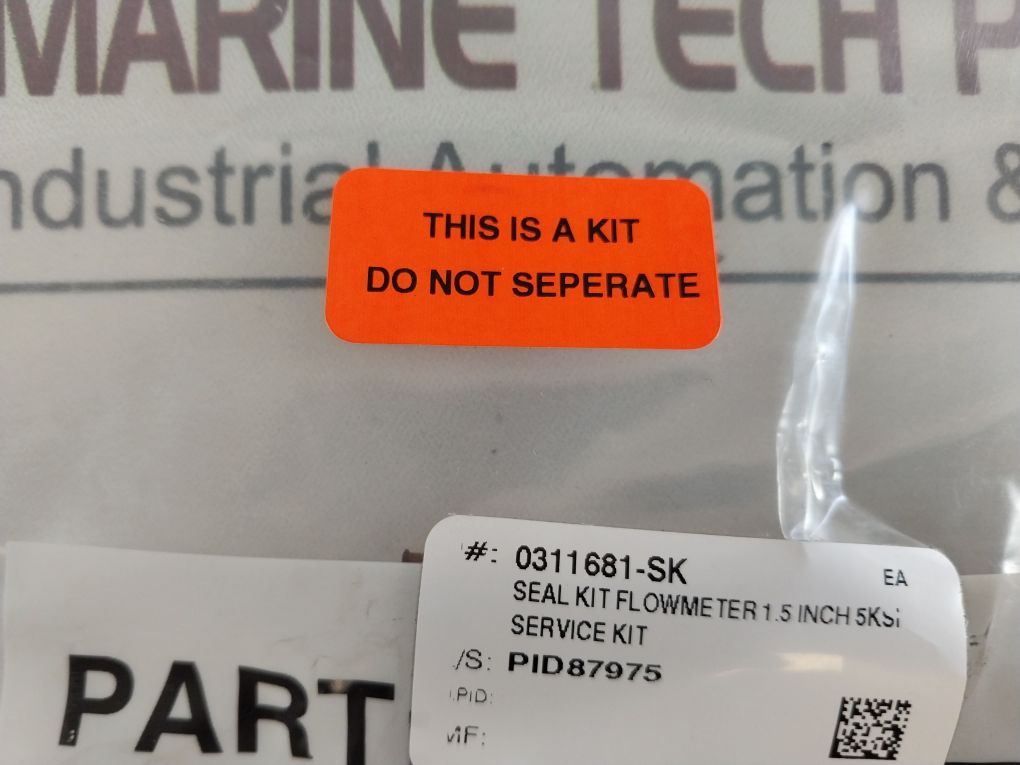 MARINE TECH P
ndustrial Automation &
THIS IS A KIT
DO NOT SEPERATE
#: 0311681-SK EA
SEAL KIT FLOWMETER 1.5 INCH 5KSi
SERVICE KIT
/S: PID87975
PID:
MF:
PART